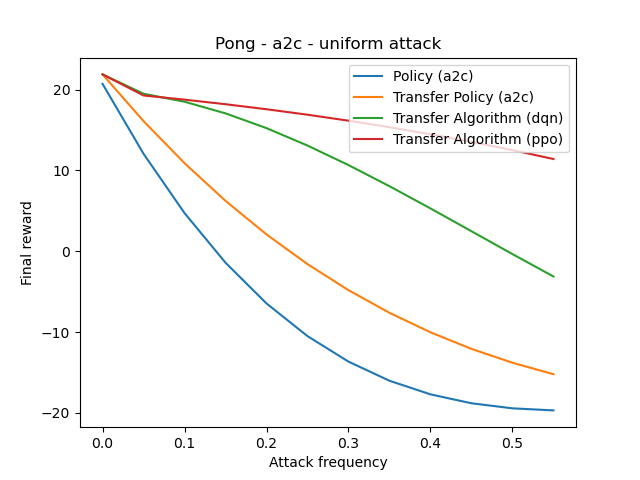 Pong - a2c - uniform attack
Policy (a2c)
Transfer Policy (a2c)
Transfer Algorithm (dqn)
Transfer Algorithm (ppo)
Final reward
20
10
0
−10
−20
0.0 0.1 0.2 0.3 0.4 0.5
Attack frequency